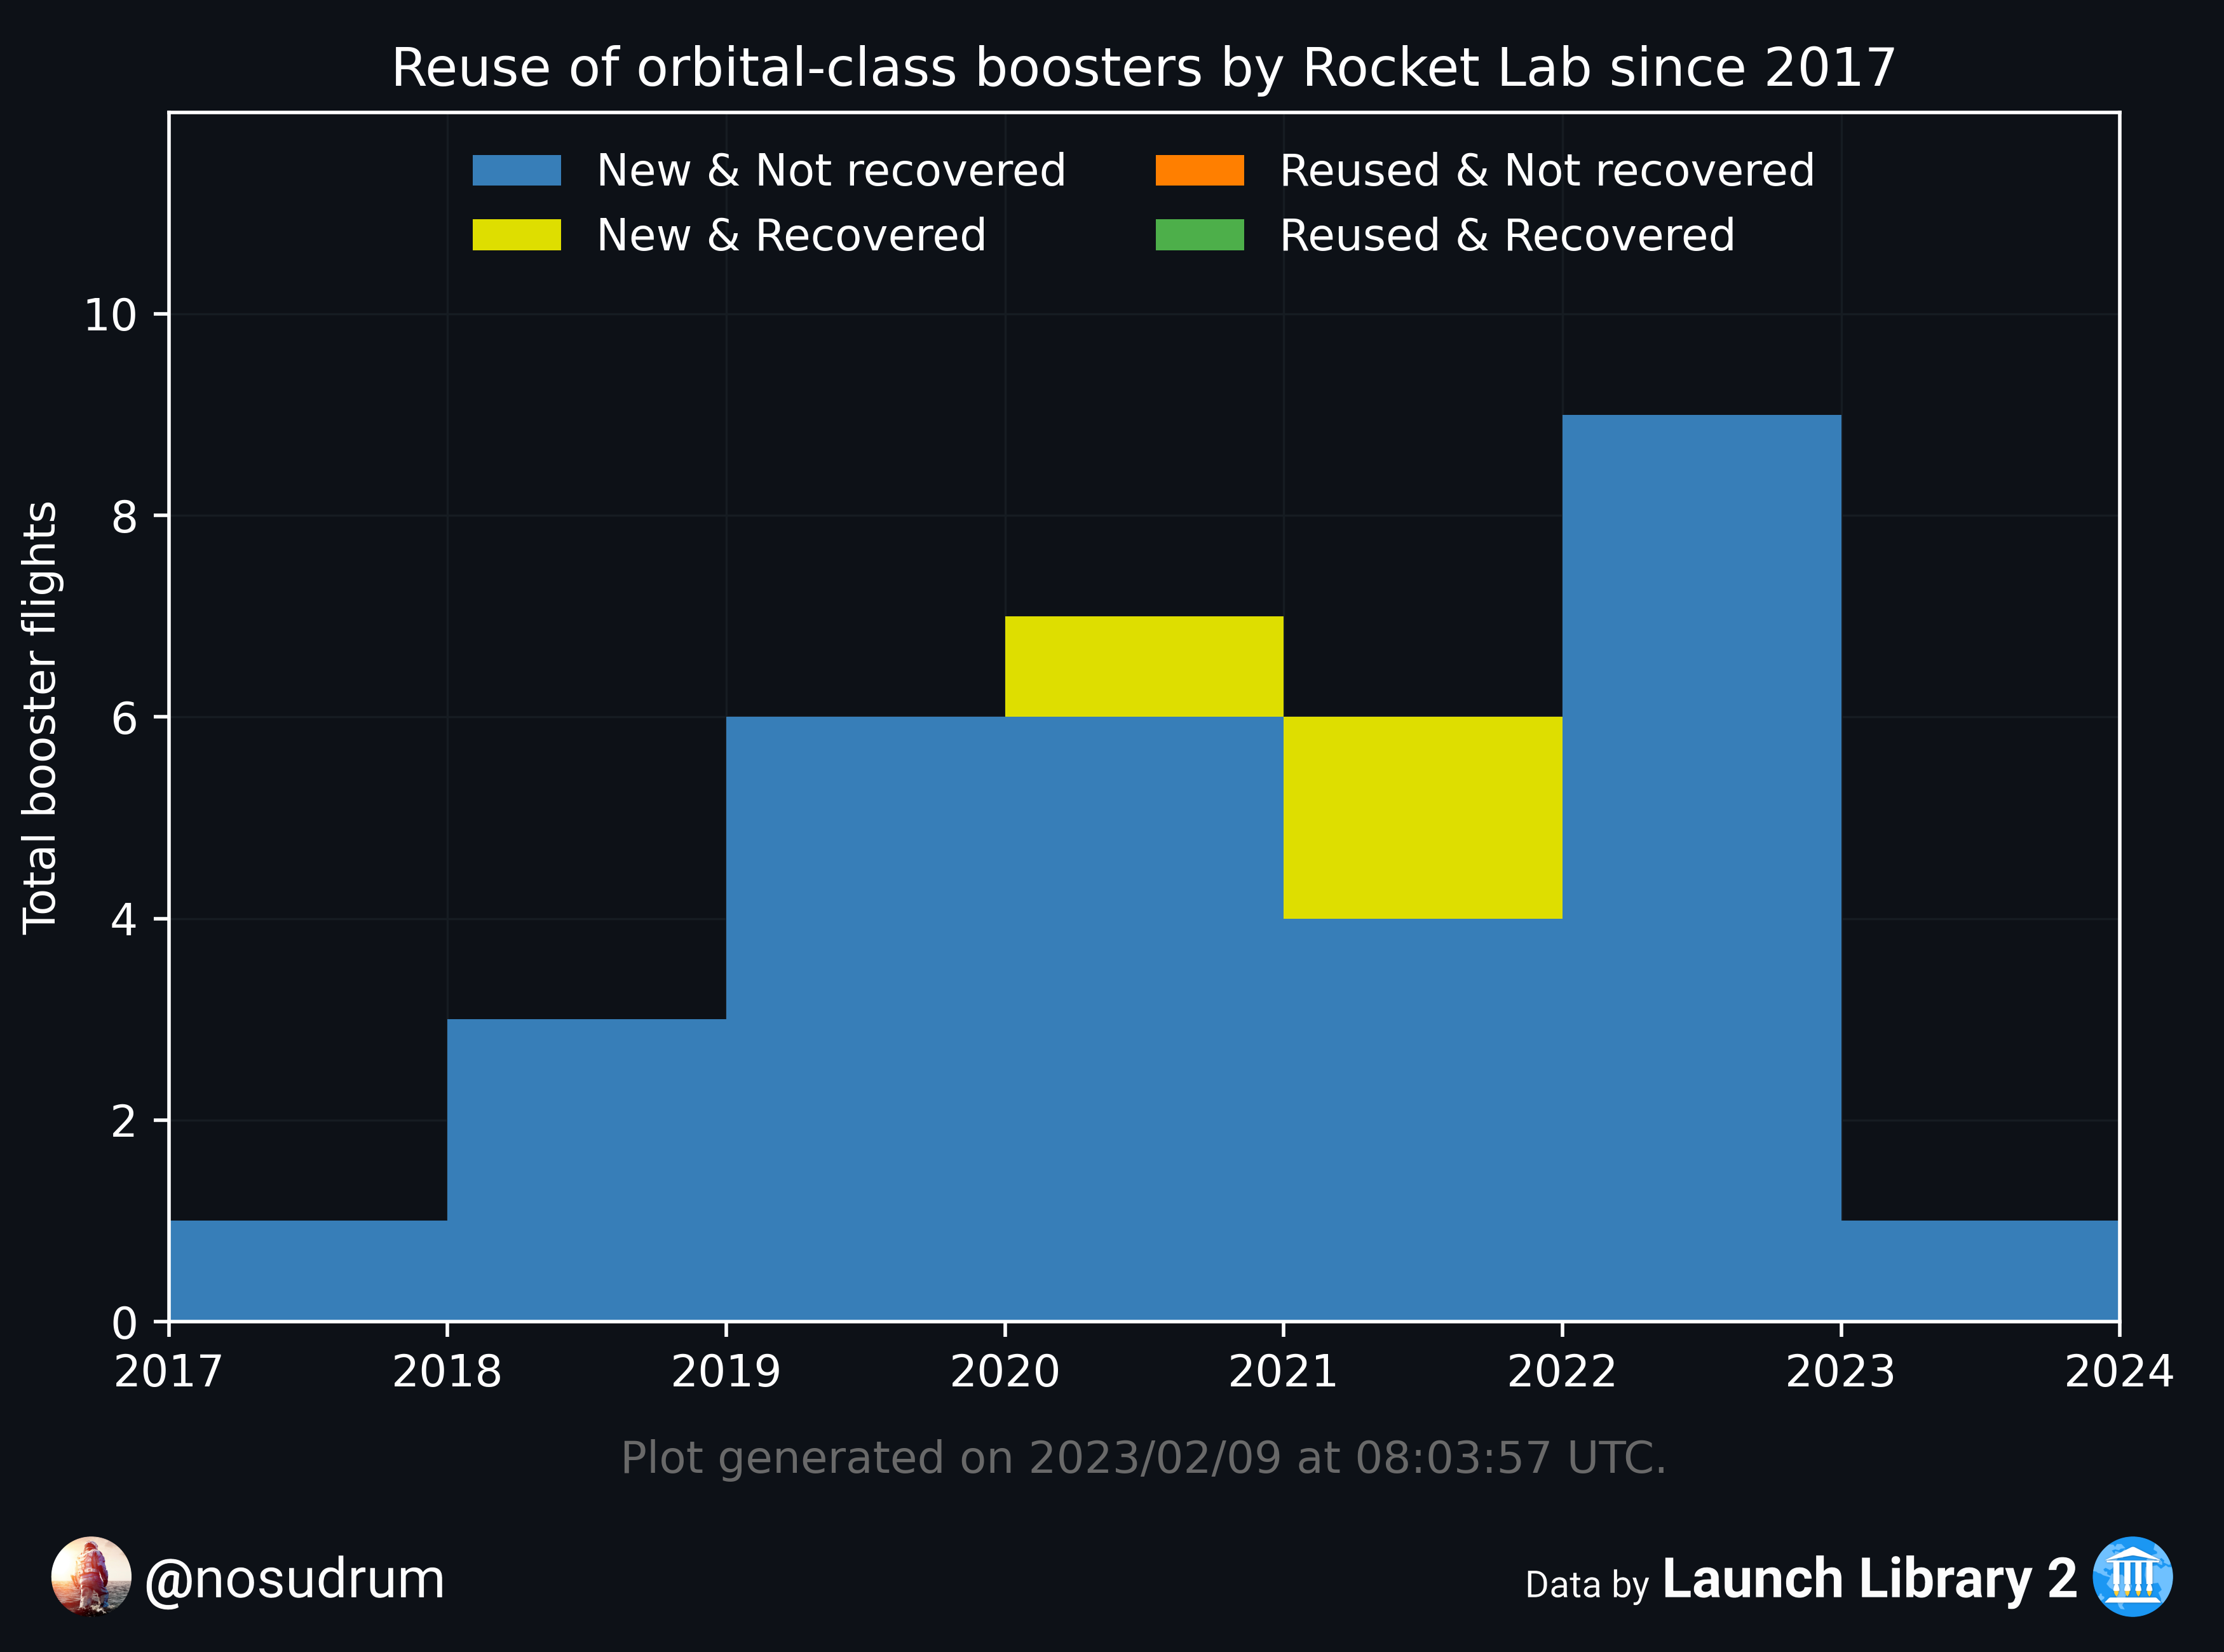 Reuse of orbital-class boosters by Rocket Lab since 2017
New & Not recovered
New & Recovered
Reused & Not recovered
Reused & Recovered
Total booster flights
10
8
6
4
2
0
2017 2018 2019 2020 2021 2022 2023 2024
Plot generated on 2023/02/09 at 08:03:57 UTC.
@nosudrum
Data by Launch Library 2